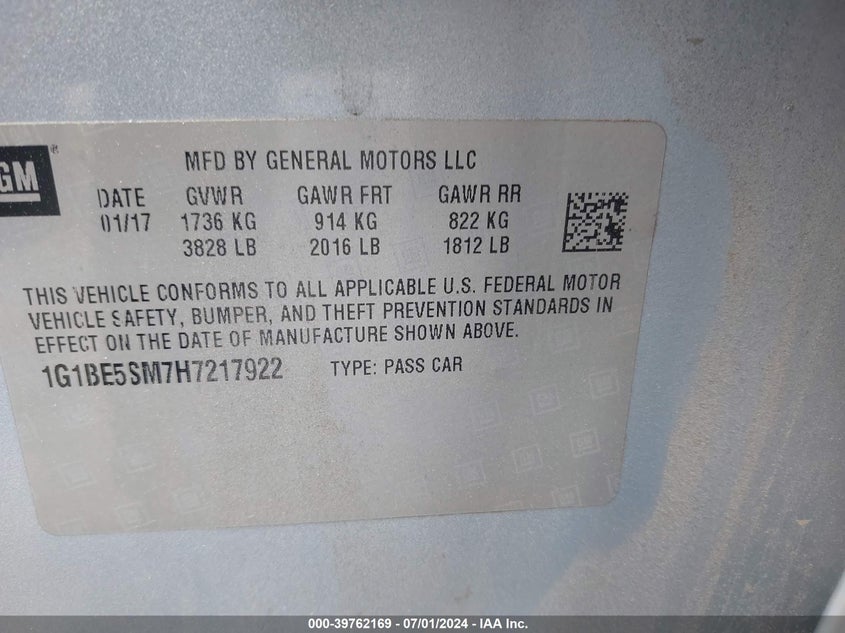 GM®
MFD BY GENERAL MOTORS LLC
DATE GVWR GAWR FRT GAWR RR
01/17 1736 KG 914 KG 822 KG
3828 LB 2016 LB 1812 LB
THIS VEHICLE CONFORMS TO ALL APPLICABLE U.S. FEDERAL MOTOR
VEHICLE SAFETY, BUMPER, AND THEFT PREVENTION STANDARDS IN
EFFECT ON THE DATE OF MANUFACTURE SHOWN ABOVE.
1G1BE5SM7H7217922 TYPE: PASS CAR
000-39762169 - 07/01/2024 - IAA Inc.